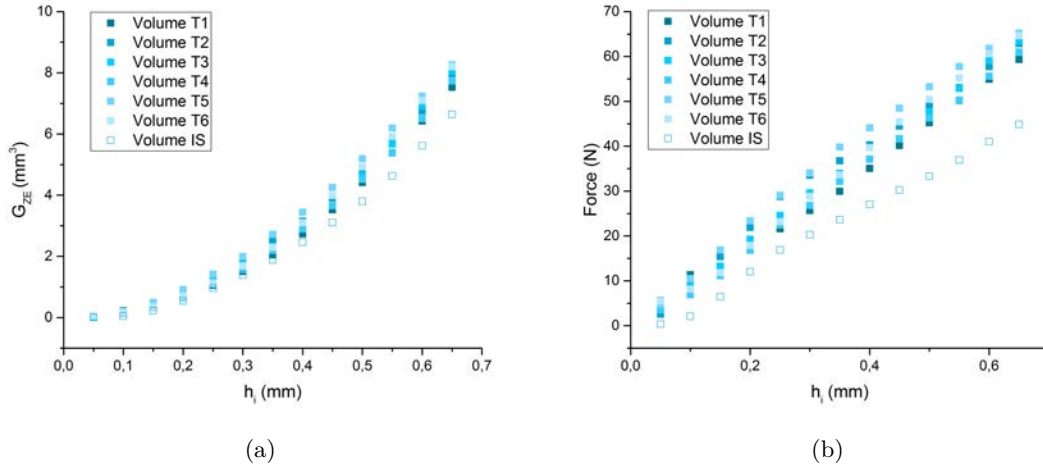 Volume T1
Volume T2
Volume T3
Volume T4
Volume T5
Volume T6
Volume IS
10
8
6
4
2
0
G_ZE (mm³)
0,0 0,1 0,2 0,3 0,4 0,5 0,6 0,7
h_i (mm)
(a)
Volume T1
Volume T2
Volume T3
Volume T4
Volume T5
Volume T6
Volume IS
70
60
50
40
30
20
10
0
Force (N)
0,0 0,2 0,4 0,6
h_i (mm)
(b)